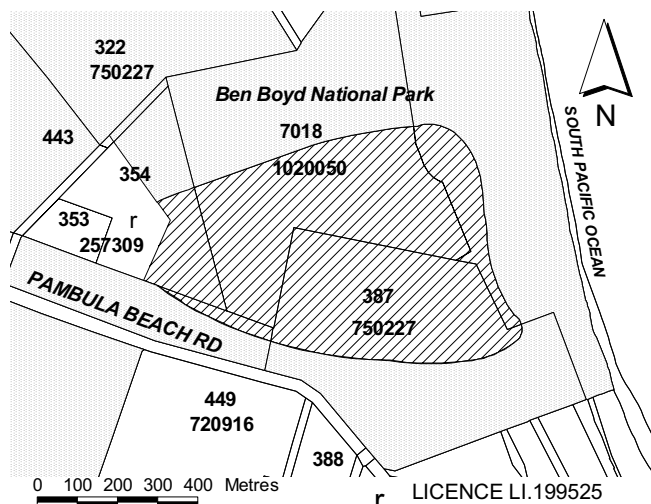 322
750227
Ben Boyd National Park
N
SOUTH PACIFIC OCEAN
7018
443
1020050
354
353
r
257309
387
PAMBULA BEACH RD
750227
449
720916
388
0 100 200 300 400 Metres
r
LICENCE LI.199525